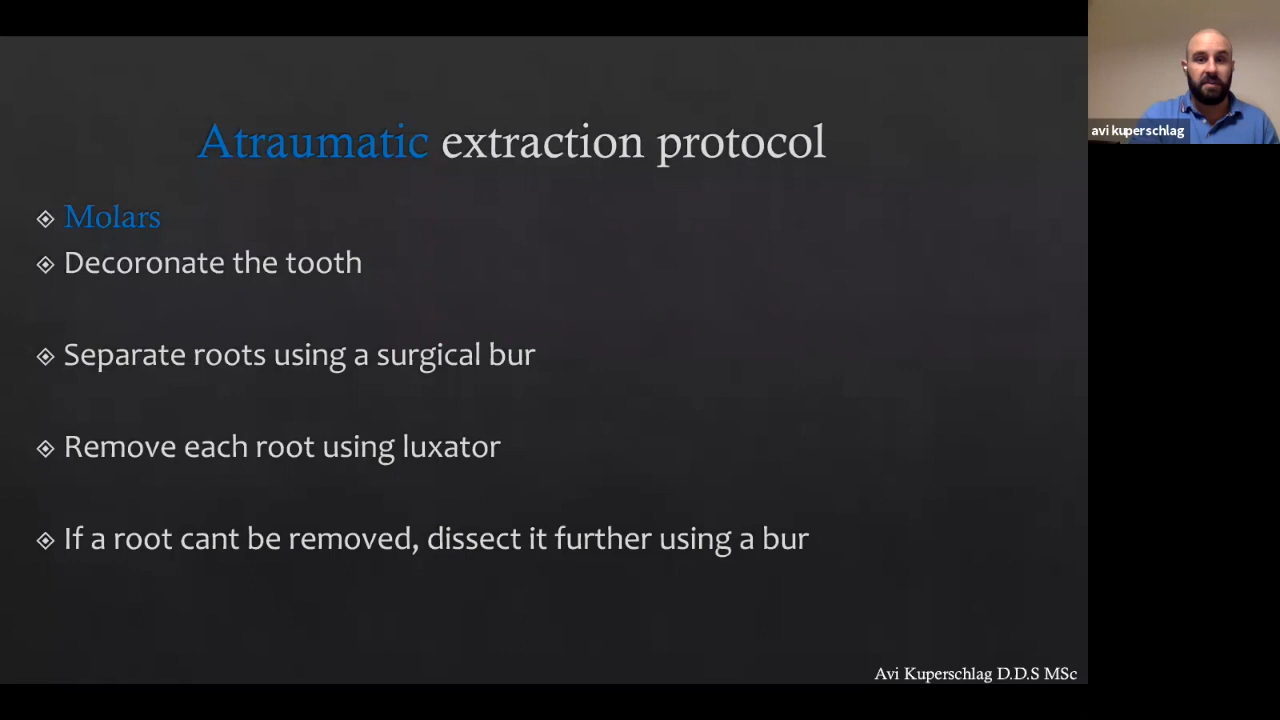 Atraumatic extraction protocol
Molars
Decoronate the tooth
Separate roots using a surgical bur
Remove each root using luxator
If a root cant be removed, dissect it further using a bur
Avi Kuperschlag D.D.S MSc
avi kuperschlag